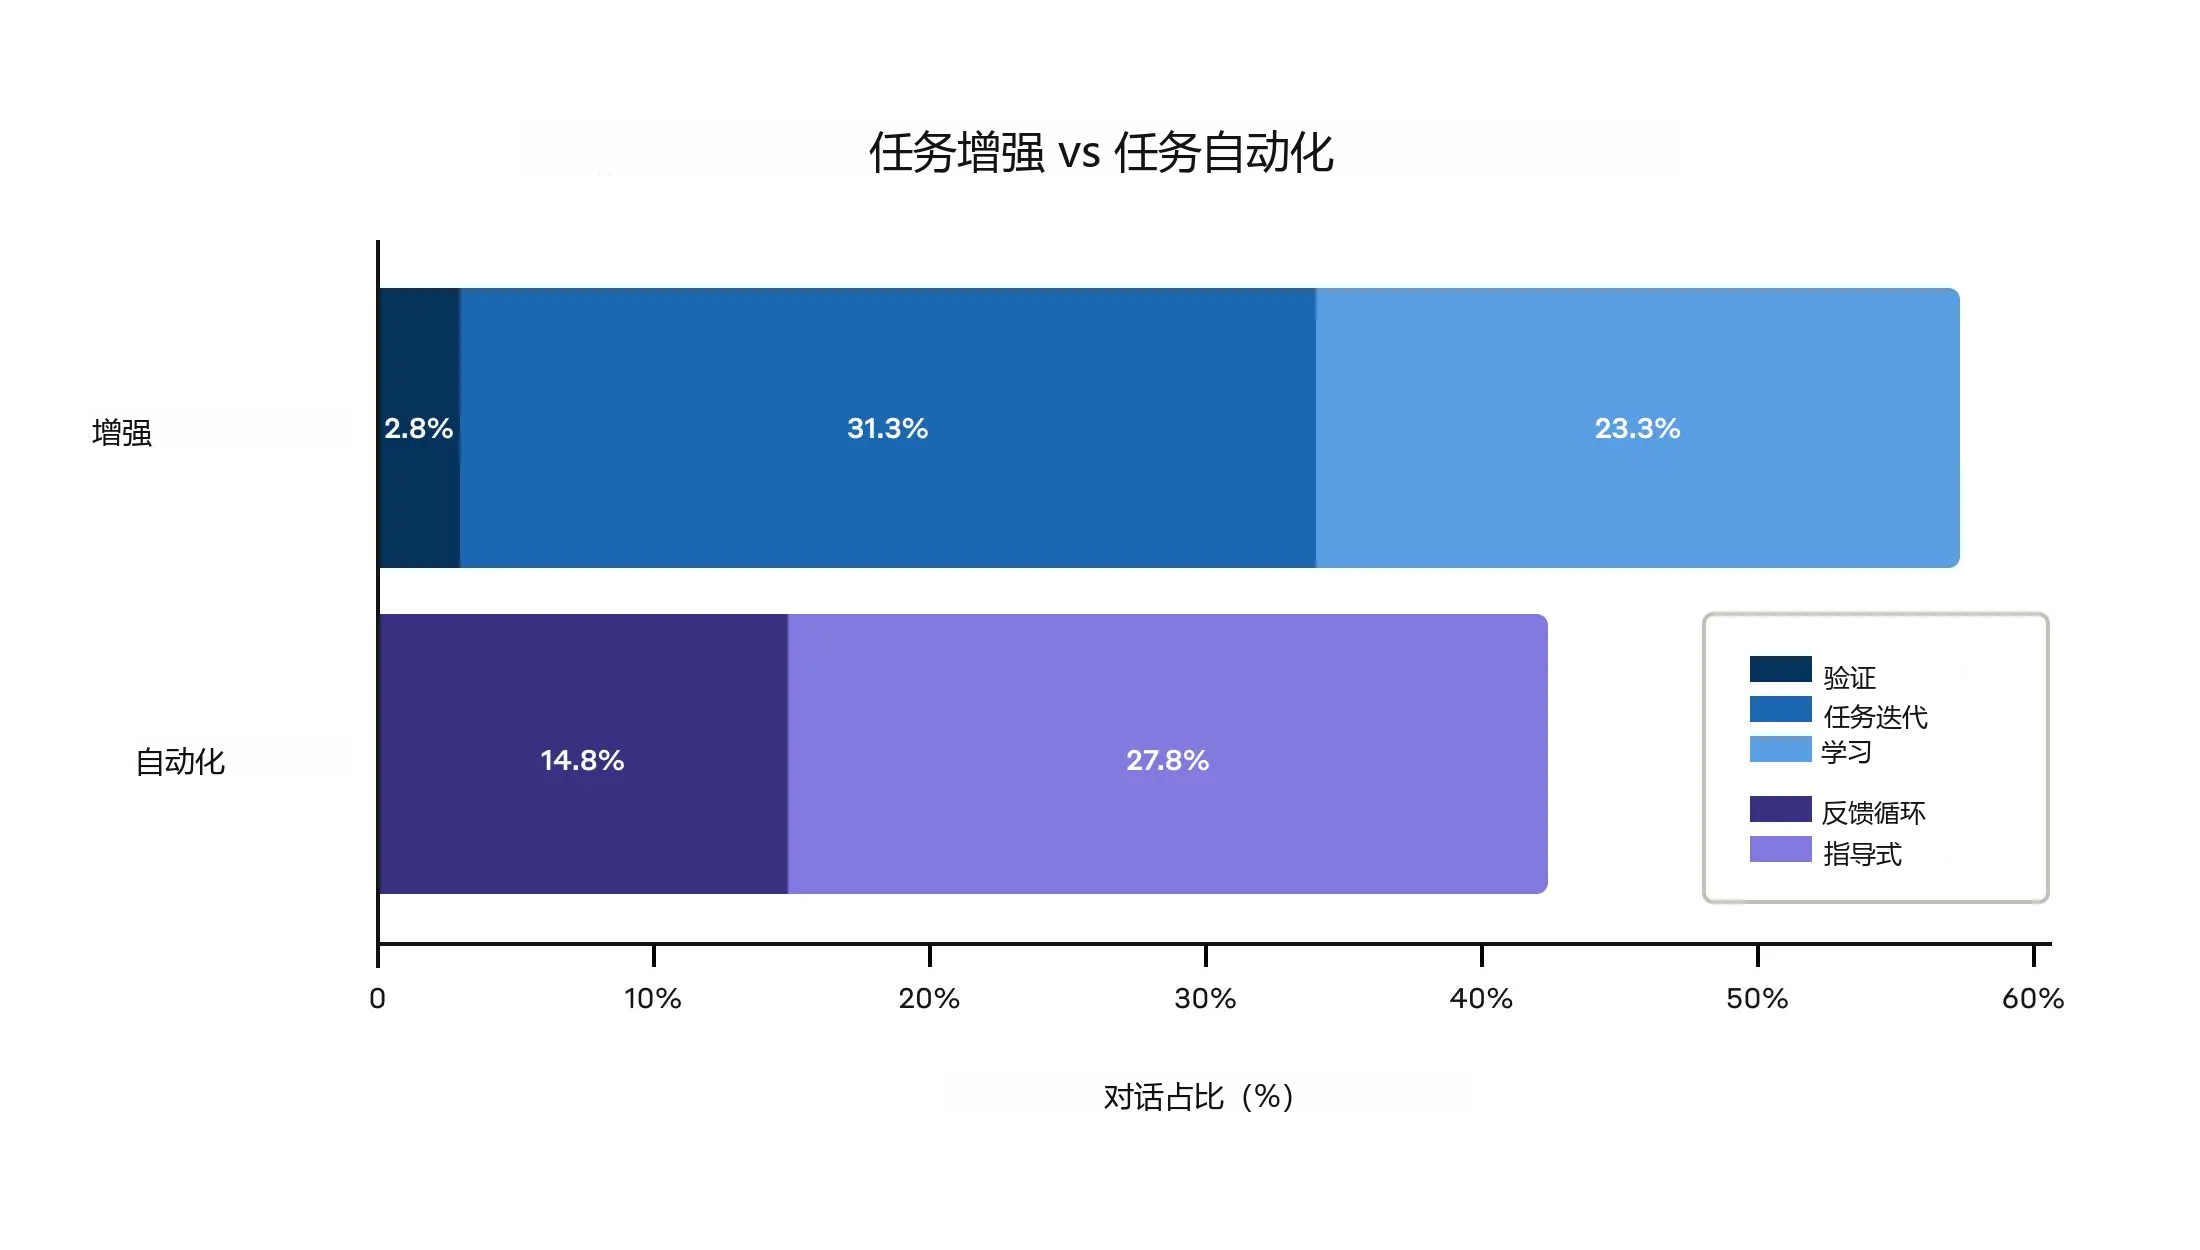 任务增强 vs 任务自动化
增强
2.8%
31.3%
23.3%
自动化
14.8%
27.8%
验证
任务迭代
学习
反馈循环
指导式
0
10%
20%
30%
40%
50%
60%
对话占比（%）